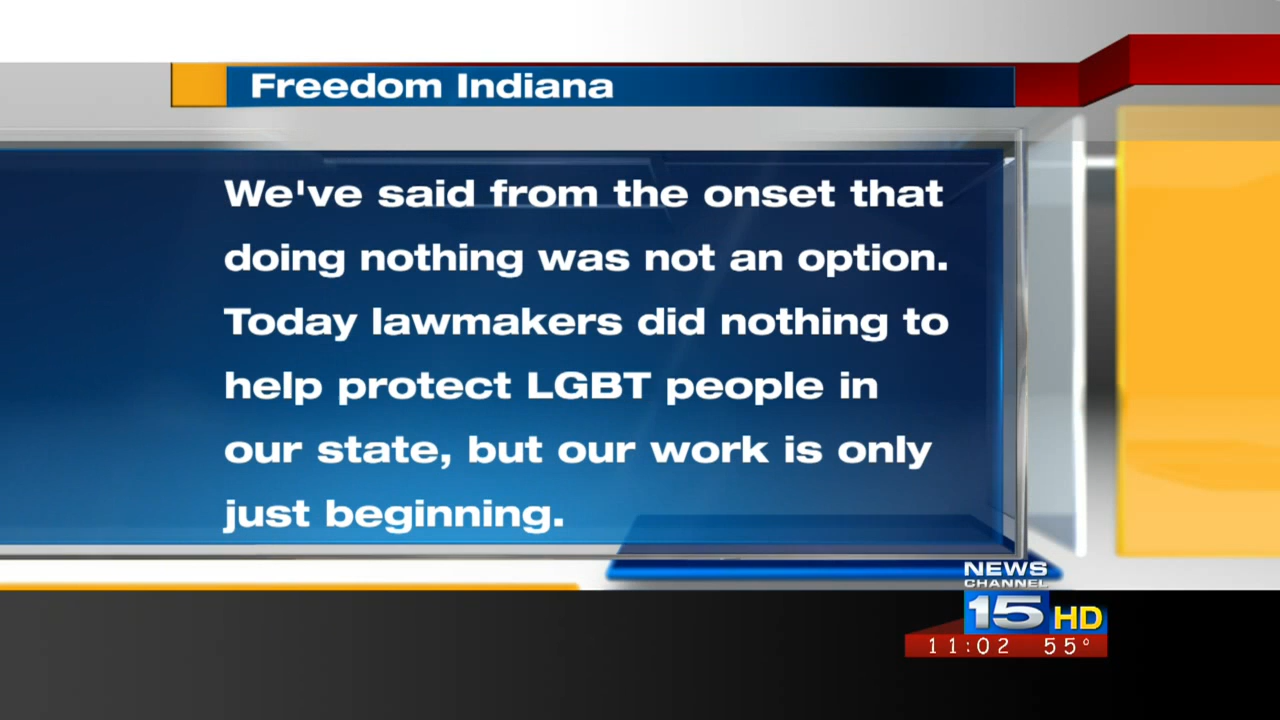 Freedom Indiana
We've said from the onset that
doing nothing was not an option.
Today lawmakers did nothing to
help protect LGBT people in
our state, but our work is only
just beginning.
NEWS
CHANNEL
15 HD
11:02 55°